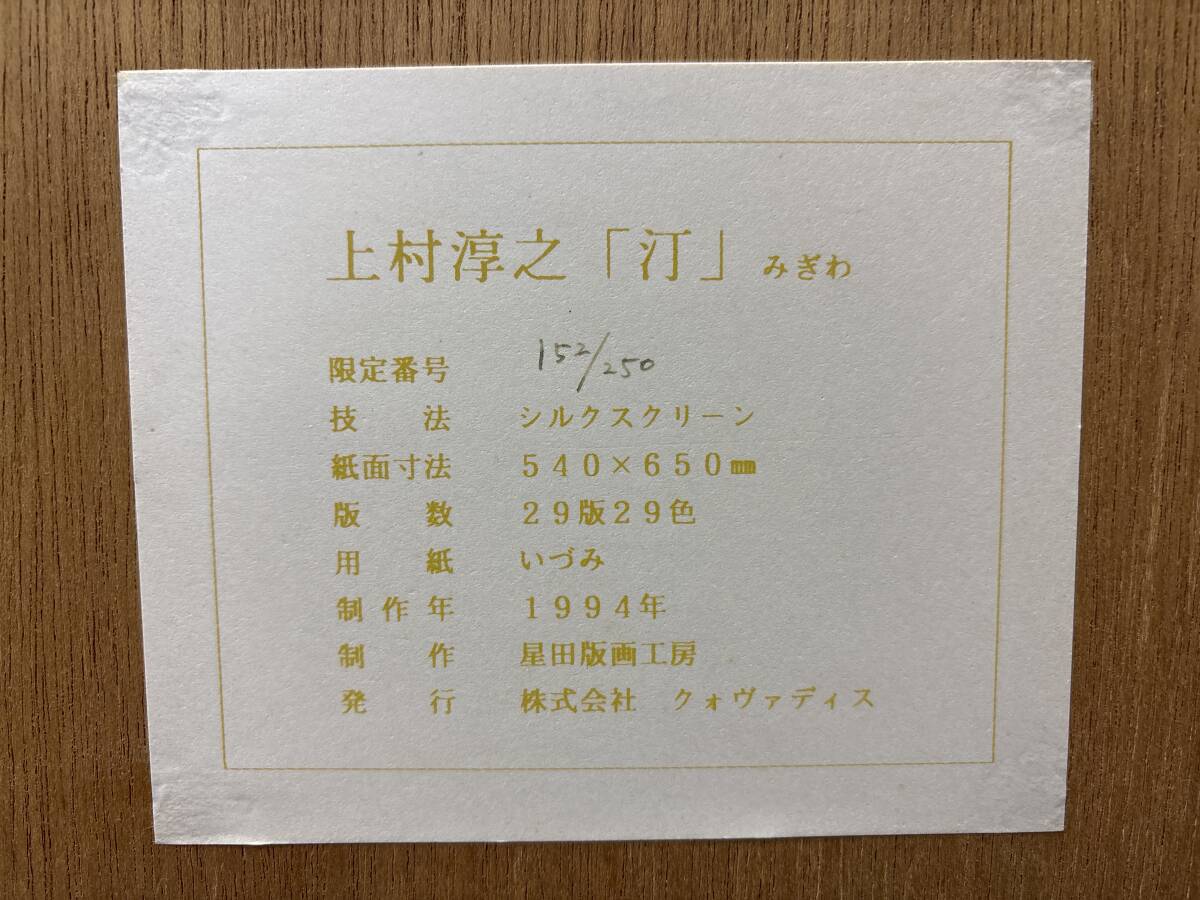 上村淳之「汀」みぎわ
限定番号 152/250
技 法 シルクスクリーン
紙面寸法 540×650㎜
版 数 29版29色
用 紙 いづみ
制作年 1994年
制 作 星田版画工房
発 行 株式会社 クォヴァディス